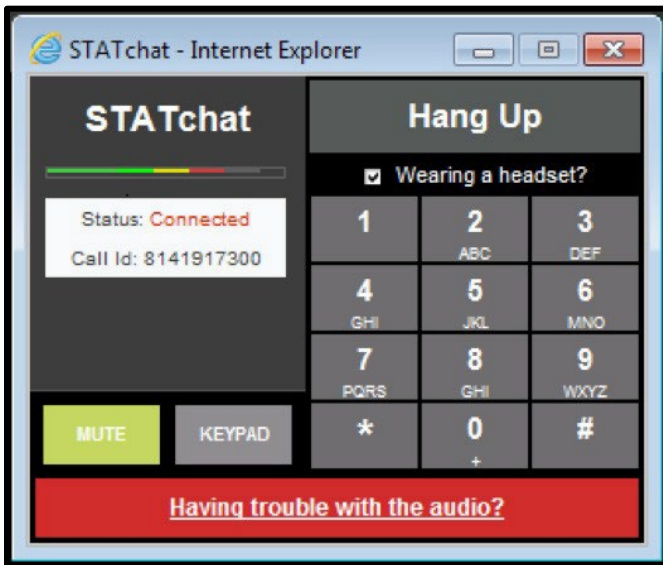 STATchat - Internet Explorer
STATchat
Hang Up
Wearing a headset?
Status: Connected
Call Id: 8141917300
1 2 3
ABC DEF
4 5 6
GHI JKL MNO
7 8 9
PQRS GHI WXYZ
* 0 #
+
MUTE KEYPAD
Having trouble with the audio?